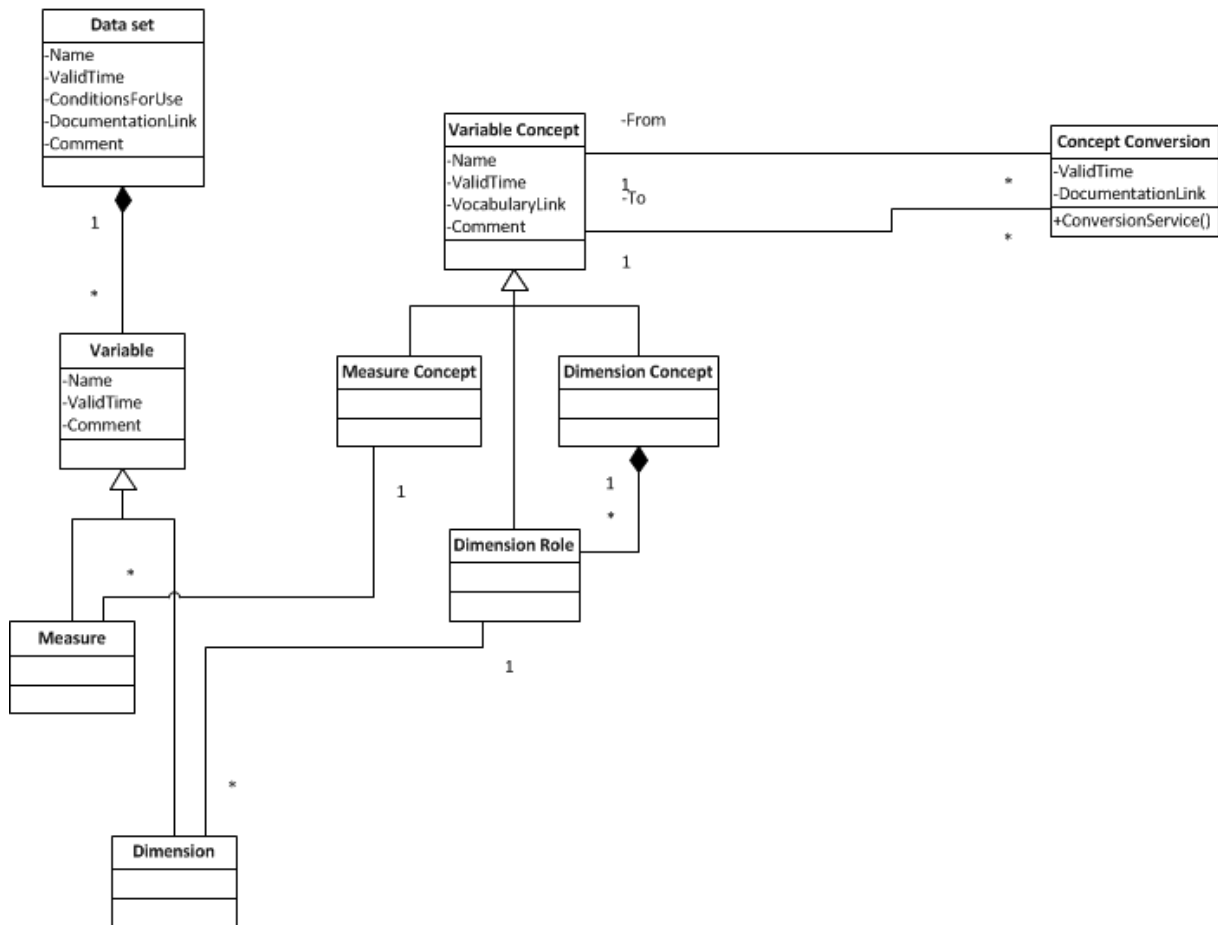 Data set
-Name
-ValidTime
-ConditionsForUse
-DocumentationLink
-Comment
1
*
Variable
-Name
-ValidTime
-Comment
Variable Concept
-Name
-ValidTime
-VocabularyLink
-Comment
-From
1
-To
1
*
*
Concept Conversion
-ValidTime
-DocumentationLink
+ConversionService()
Measure Concept
1
Dimension Concept
1
*
Dimension Role
1
*
Measure
*
Dimension